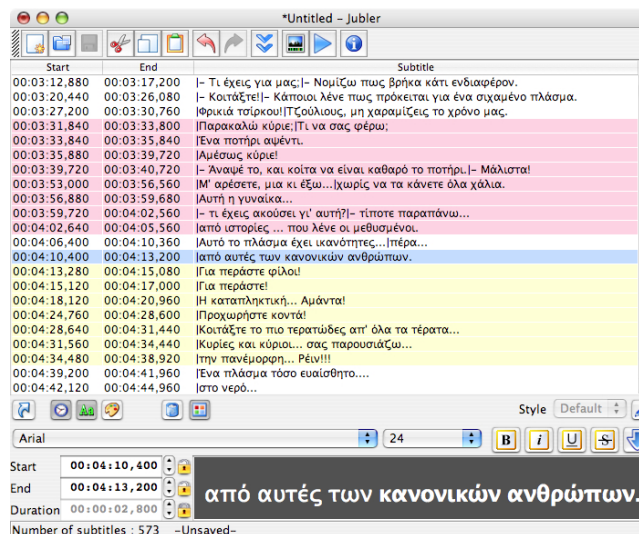 *Untitled - Jubler
Start End Subtitle
00:03:12,880 00:03:17,200 |– Τι έχεις για μας;|– Νομίζω πως βρήκα κάτι ενδιαφέρον.
00:03:20,440 00:03:26,080 |– Κοιτάξτε!|– Κάποιοι λένε πως πρόκειται για ένα σιχαμένο πλάσμα.
00:03:27,200 00:03:30,760 |Φρικιά τσίρκου!|Τζούλιους, μη χαραμίζεις το χρόνο μας.
00:03:31,840 00:03:33,800 |Παρακαλώ κύριε;|Τι να σας φέρω;
00:03:33,840 00:03:35,840 |Ένα ποτήρι αψέντι.
00:03:35,880 00:03:39,720 |Αμέσως κύριε!
00:03:39,720 00:03:40,720 |– Άναψέ το, και κοίτα να είναι καθαρό το ποτήρι.|– Μάλιστα!
00:03:53,000 00:03:56,560 |Μ' αρέσετε, μια κι έξω...|χωρίς να τα κάνετε όλα χάλια.
00:03:56,880 00:03:59,680 |Αυτή η γυναίκα...
00:03:59,720 00:04:02,560 |– τι έχεις ακούσει γι' αυτή?|– τίποτε παραπάνω...
00:04:02,640 00:04:05,560 |από ιστορίες ... που λένε οι μεθυσμένοι.
00:04:06,400 00:04:10,360 |Αυτό το πλάσμα έχει ικανότητες...|πέρα...
00:04:10,400 00:04:13,200 |από αυτές των κανονικών ανθρώπων.
00:04:13,280 00:04:15,080 |Για περάστε φίλοι!
00:04:15,120 00:04:17,000 |Για περάστε!
00:04:18,120 00:04:20,960 |Η καταπληκτική... Αμάντα!
00:04:24,760 00:04:28,600 |Προχωρήστε κοντά!
00:04:28,640 00:04:31,440 |Κοιτάξτε το πιο τερατώδες απ' όλα τα τέρατα...
00:04:31,560 00:04:34,440 |Κυρίες και κύριοι... σας παρουσιάζω...
00:04:34,480 00:04:38,920 |την πανέμορφη... Ρέιν!!!
00:04:39,200 00:04:41,960 |Ένα πλάσμα τόσο ευαίσθητο....
00:04:42,120 00:04:44,960 |στο νερό...
Style Default
Arial 24 B i U S
Start 00:04:10,400
End 00:04:13,200
Duration 00:00:02,800
από αυτές των κανονικών ανθρώπων.
Number of subtitles : 573 –Unsaved–